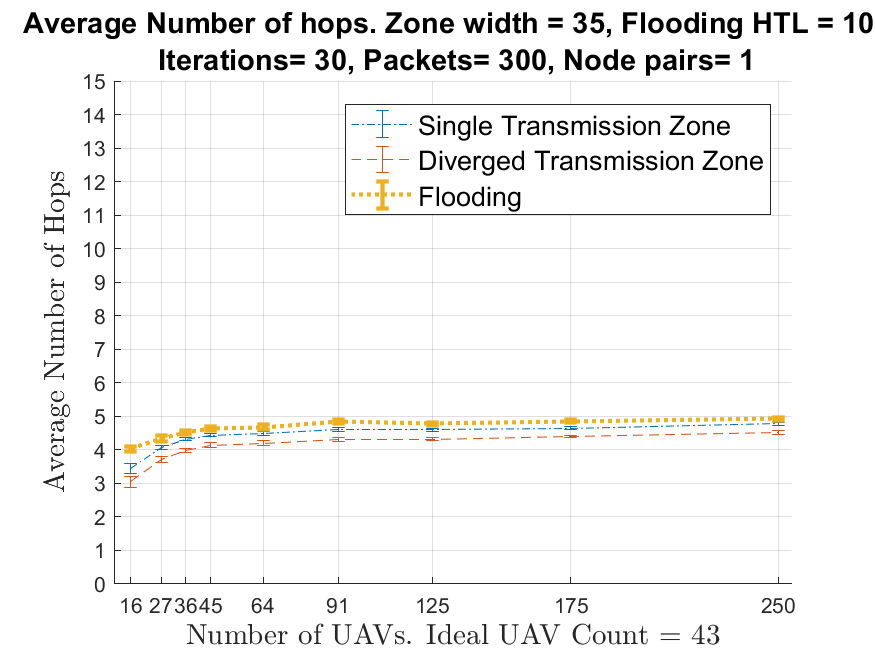 Average Number of hops. Zone width = 35, Flooding HTL = 10
Iterations= 30, Packets= 300, Node pairs= 1
15
14
13
12
11
10
9
8
7
6
5
4
3
2
1
0
Average Number of Hops
Single Transmission Zone
Diverged Transmission Zone
Flooding
16 27 36 45 64 91 125 175 250
Number of UAVs. Ideal UAV Count = 43